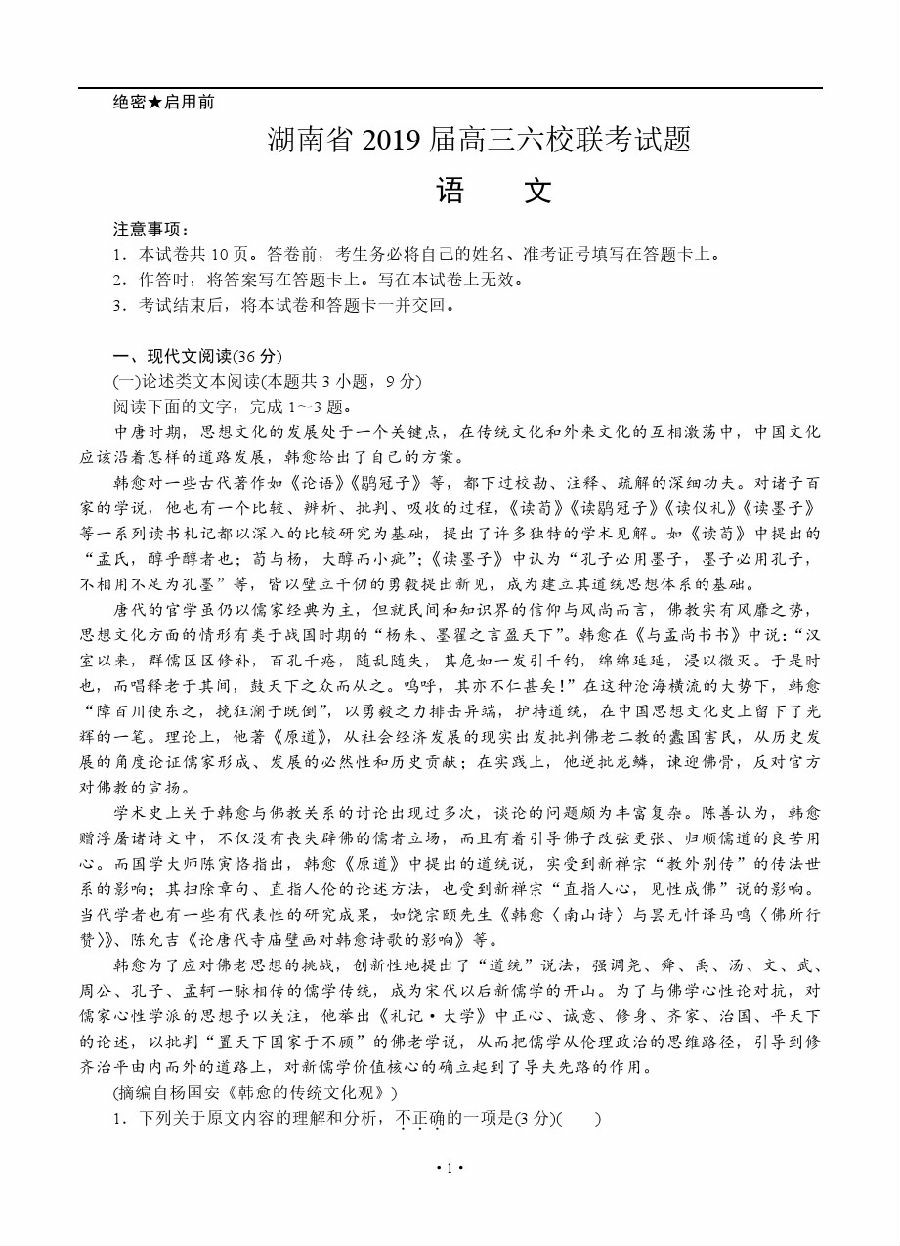 绝密★启用前
湖南省 2019 届高三六校联考试题
语 文
注意事项：
1．本试卷共 10 页。答卷前，考生务必将自己的姓名、准考证号填写在答题卡上。
2．作答时，将答案写在答题卡上。写在本试卷上无效。
3．考试结束后，将本试卷和答题卡一并交回。
一、现代文阅读(36 分)
(一)论述类文本阅读(本题共 3 小题，9 分)
阅读下面的文字，完成 1～3 题。
中唐时期，思想文化的发展处于一个关键点，在传统文化和外来文化的互相激荡中，中国文化
应该沿着怎样的道路发展，韩愈给出了自己的方案。
韩愈对一些古代著作如《论语》《鹖冠子》等，都下过校勘、注释、疏解的深细功夫。对诸子百
家的学说，他也有一个比较、辨析、批判、吸收的过程，《读荀》《读鹖冠子》《读仪礼》《读墨子》
等一系列读书札记都以深入的比较研究为基础，提出了许多独特的学术见解。如《读荀》中提出的
“孟氏，醇乎醇者也；荀与杨，大醇而小疵”；《读墨子》中认为“孔子必用墨子，墨子必用孔子，
不相用不足为孔墨”等，皆以壁立千仞的勇毅提出新见，成为建立其道统思想体系的基础。
唐代的官学虽仍以儒家经典为主，但就民间和知识界的信仰与风尚而言，佛教实有风靡之势，
思想文化方面的情形有类于战国时期的“杨朱、墨翟之言盈天下”。韩愈在《与孟尚书书》中说：“汉
室以来，群儒区区修补，百孔千疮，随乱随失，其危如一发引千钧，绵绵延延，浸以微灭。于是时
也，而唱释老于其间，鼓天下之众而从之。呜呼，其亦不仁甚矣！”在这种沧海横流的大势下，韩愈
“障百川使东之，挽狂澜于既倒”，以勇毅之力排击异端，护持道统，在中国思想文化史上留下了光
辉的一笔。理论上，他著《原道》，从社会经济发展的现实出发批判佛老二教的蠹国害民，从历史发
展的角度论证儒家形成、发展的必然性和历史贡献；在实践上，他逆批龙鳞，谏迎佛骨，反对官方
对佛教的宣扬。
学术史上关于韩愈与佛教关系的讨论出现过多次，谈论的问题颇为丰富复杂。陈善认为，韩愈
赠浮屠诸诗文中，不仅没有丧失辟佛的儒者立场，而且有着引导佛子改弦更张、归顺儒道的良苦用
心。而国学大师陈寅恪指出，韩愈《原道》中提出的道统说，实受到新禅宗“教外别传”的传法世
系的影响；其扫除章句、直指人伦的论述方法，也受到新禅宗“直指人心，见性成佛”说的影响。
当代学者也有一些有代表性的研究成果，如饶宗颐先生《韩愈〈南山诗〉与昙无忏译马鸣〈佛所行
赞〉》、陈允吉《论唐代寺庙壁画对韩愈诗歌的影响》等。
韩愈为了应对佛老思想的挑战，创新性地提出了“道统”说法，强调尧、舜、禹、汤、文、武、
周公、孔子、孟轲一脉相传的儒学传统，成为宋代以后新儒学的开山。为了与佛学心性论对抗，对
儒家心性学派的思想予以关注，他举出《礼记·大学》中正心、诚意、修身、齐家、治国、平天下
的论述，以批判“置天下国家于不顾”的佛老学说，从而把儒学从伦理政治的思维路径，引导到修
齐治平由内而外的道路上，对新儒学价值核心的确立起到了导夫先路的作用。
(摘编自杨国安《韩愈的传统文化观》)
1．下列关于原文内容的理解和分析，不正确的一项是(3 分)(　　)
·1·